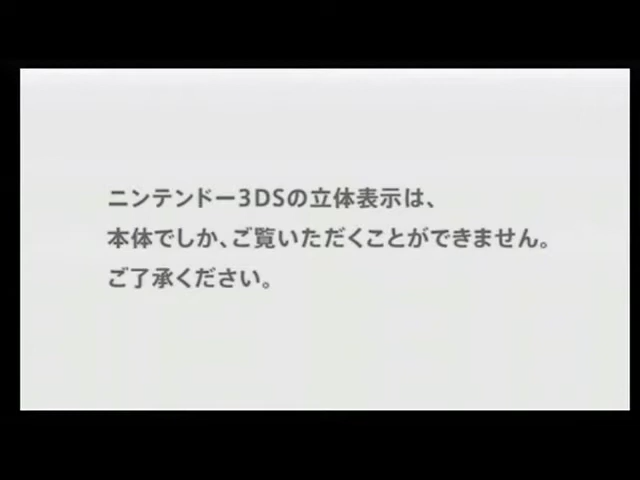 ニンテンドー3DSの立体表示は、
本体でしか、ご覧いただくことができません。
ご了承ください。